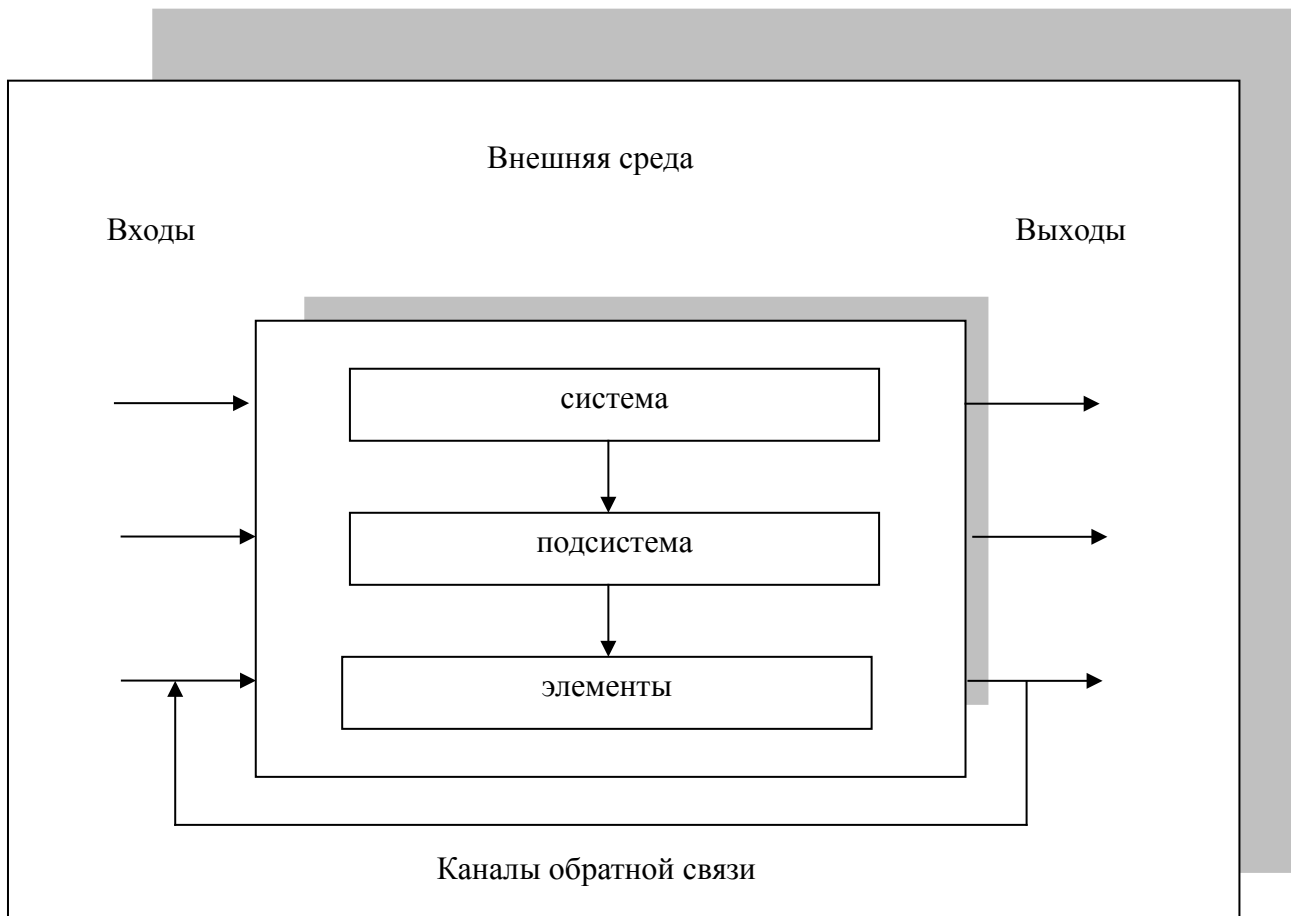 Внешняя среда
Входы
Выходы
система
подсистема
элементы
Каналы обратной связи